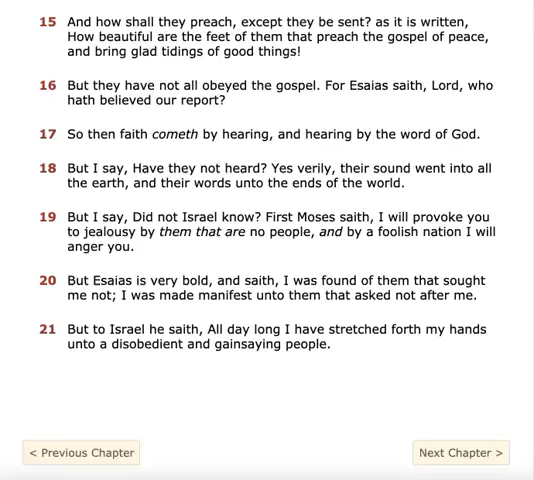 15 And how shall they preach, except they be sent? as it is written,
How beautiful are the feet of them that preach the gospel of peace,
and bring glad tidings of good things!
16 But they have not all obeyed the gospel. For Esaias saith, Lord, who
hath believed our report?
17 So then faith cometh by hearing, and hearing by the word of God.
18 But I say, Have they not heard? Yes verily, their sound went into all
the earth, and their words unto the ends of the world.
19 But I say, Did not Israel know? First Moses saith, I will provoke you
to jealousy by them that are no people, and by a foolish nation I will
anger you.
20 But Esaias is very bold, and saith, I was found of them that sought
me not; I was made manifest unto them that asked not after me.
21 But to Israel he saith, All day long I have stretched forth my hands
unto a disobedient and gainsaying people.
< Previous Chapter
Next Chapter >